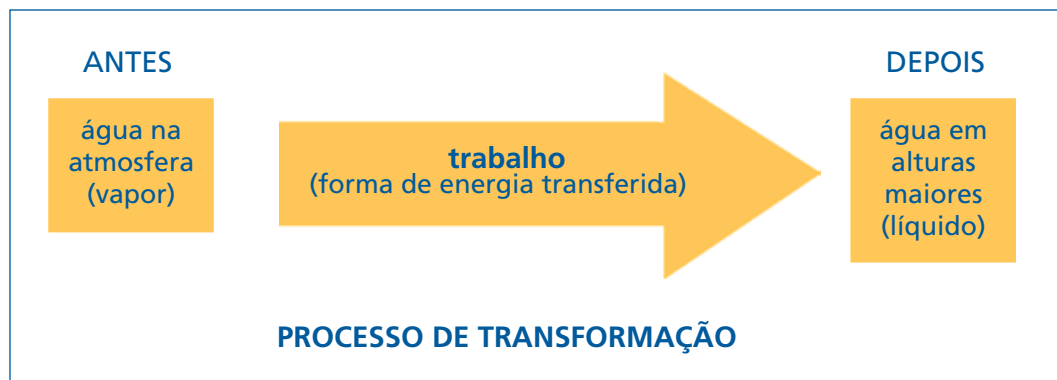 ANTES
água na
atmosfera
(vapor)
trabalho
(forma de energia transferida)
DEPOIS
água em
alturas
maiores
(líquido)
PROCESSO DE TRANSFORMAÇÃO